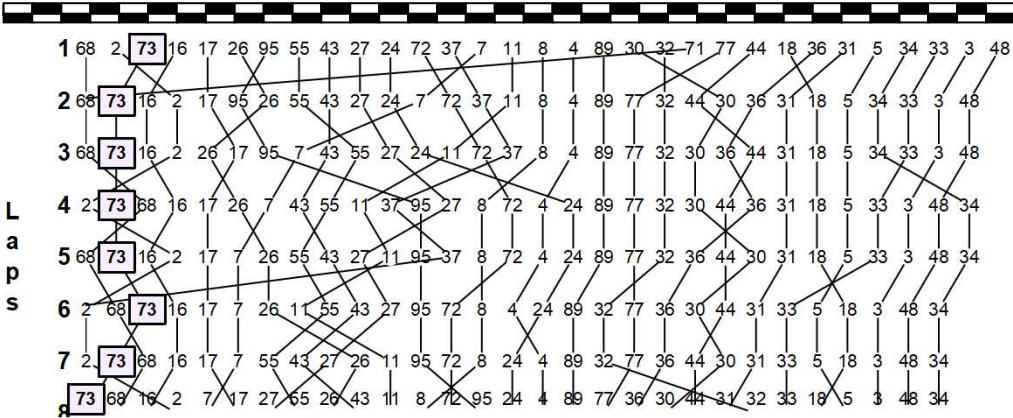 1 68 2 73 16 17 26 95 55 43 27 24 72 37 7 11 8 4 89 30 32 71 77 44 18 36 31 5 34 33 3 48
2 68 73 16 2 17 95 26 55 43 27 24 7 72 37 11 8 4 89 77 32 44 30 36 31 18 5 34 33 3 48
3 68 73 16 2 26 17 95 7 43 55 27 24 11 72 37 8 4 89 77 32 30 36 44 31 18 5 34 33 3 48
Laps
4 2 73 68 16 17 26 7 43 55 11 37 95 27 8 72 4 24 89 77 32 30 44 36 31 18 5 33 3 48 34
5 68 73 16 2 17 7 26 55 43 27 11 95 37 8 72 4 24 89 77 32 36 44 30 31 18 5 33 3 48 34
6 2 68 73 16 17 7 26 11 55 43 27 95 72 8 4 24 89 32 77 36 30 44 31 33 5 18 3 48 34
7 2 73 68 16 17 7 55 43 27 26 11 95 72 8 24 4 89 32 77 36 44 30 31 33 5 18 3 48 34
8 73 68 16 2 7 17 27 55 26 43 11 8 72 95 24 4 89 77 36 30 44 31 32 33 18 5 3 48 34